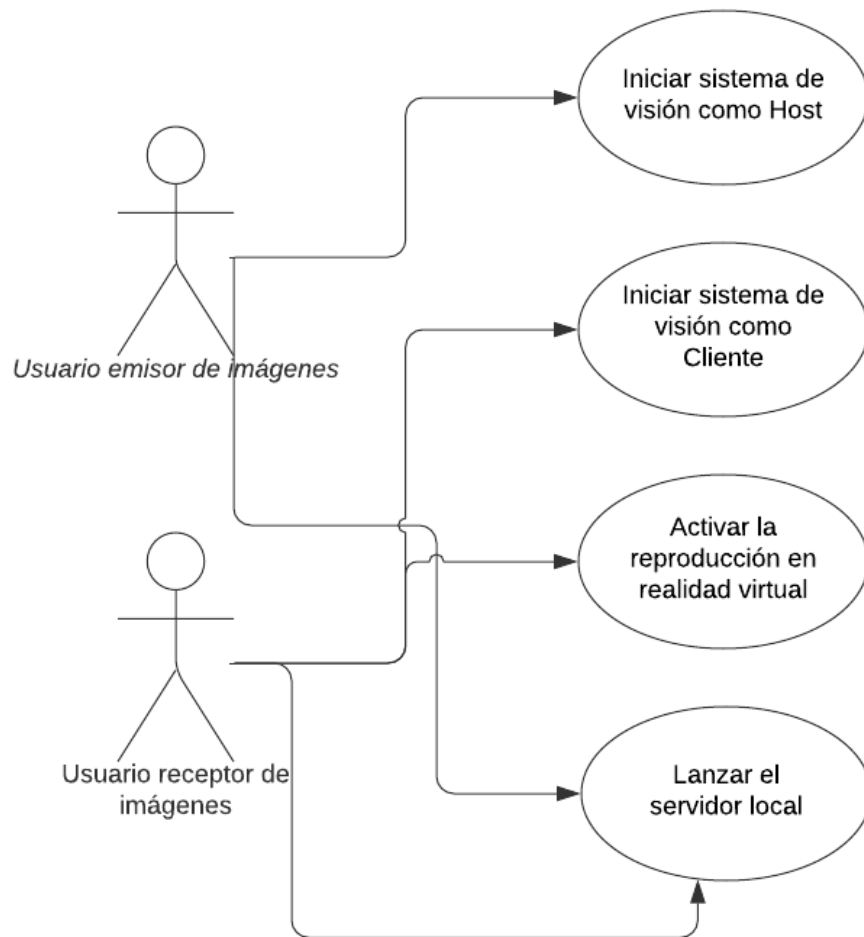 Iniciar sistema de
visión como Host
Usuario emisor de imágenes
Iniciar sistema de
visión como
Cliente
Activar la
reproducción en
realidad virtual
Usuario receptor de
imágenes
Lanzar el
servidor local